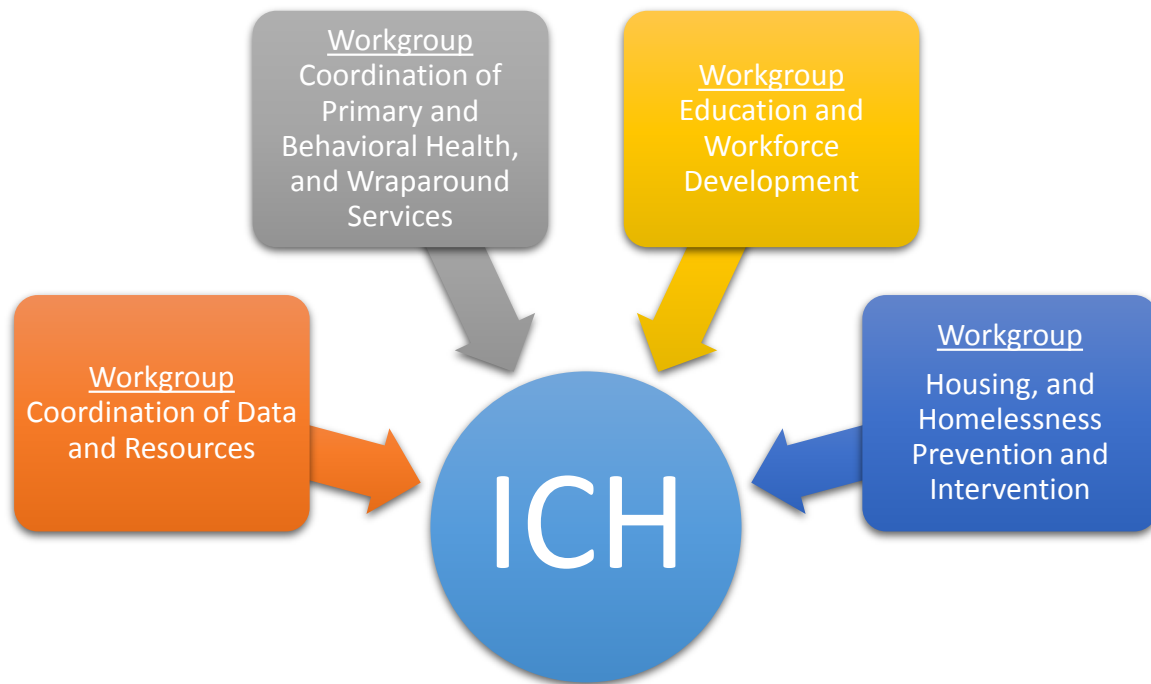 Workgroup
Coordination of
Primary and
Behavioral Health,
and Wraparound
Services
Workgroup
Education and
Workforce
Development
Workgroup
Coordination of Data
and Resources
Workgroup
Housing, and
Homelessness
Prevention and
Intervention
ICH